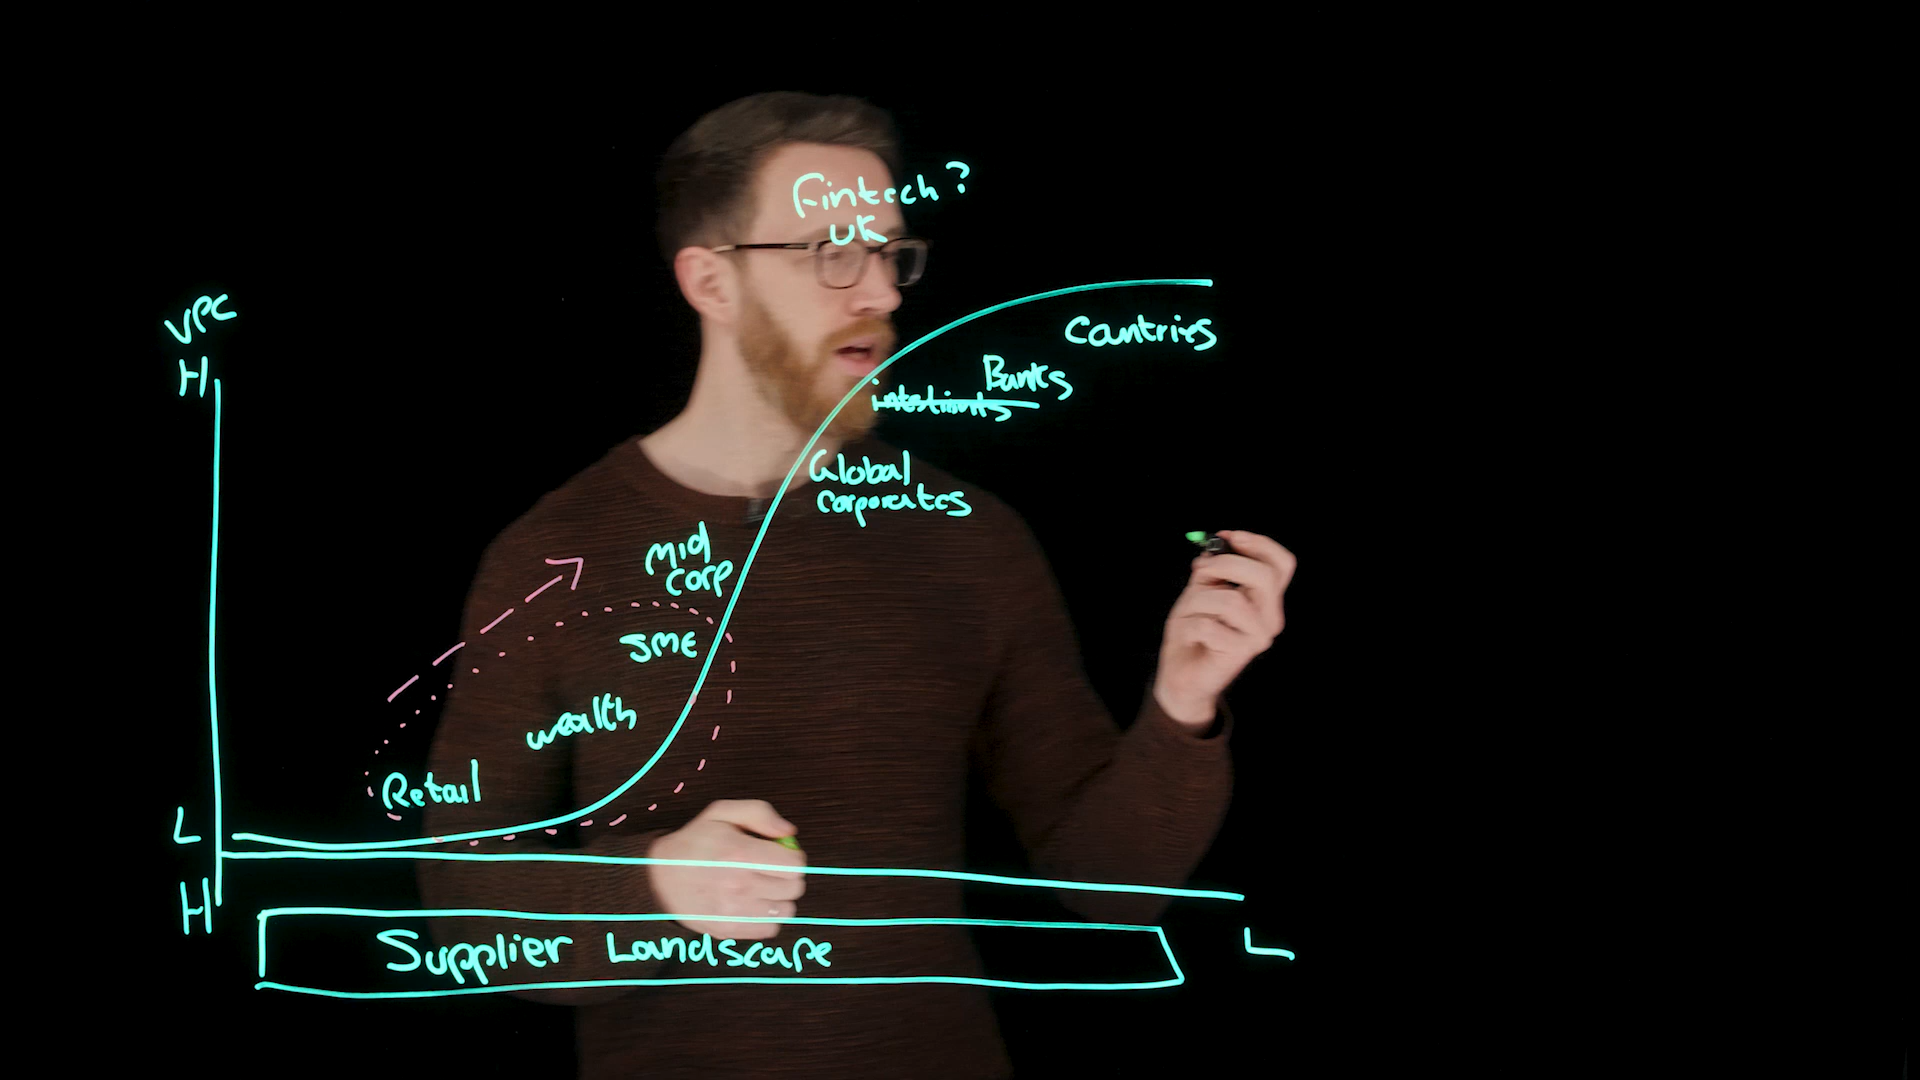 Fintech?
UK
VPC
H
Countries
Banks
Global
corporates
Mid
corp
SME
wealth
Retail
L
H
Supplier Landscape
L